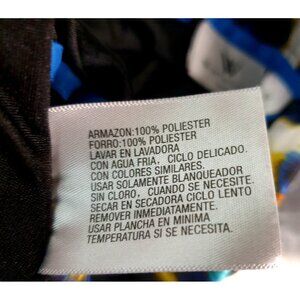 ARMAZON:100% POLIESTER
FORRO:100% POLIESTER
LAVAR EN LAVADORA
CON AGUA FRIA, CICLO DELICADO.
CON COLORES SIMILARES.
USAR SOLAMENTE BLANQUEADOR
SIN CLORO, CUANDO SE NECESITE.
SECAR EN SECADORA CICLO LENTO
REMOVER INMEDIATAMENTE.
USAR PLANCHA EN MINIMA
TEMPERATURA SI SE NECESITA.